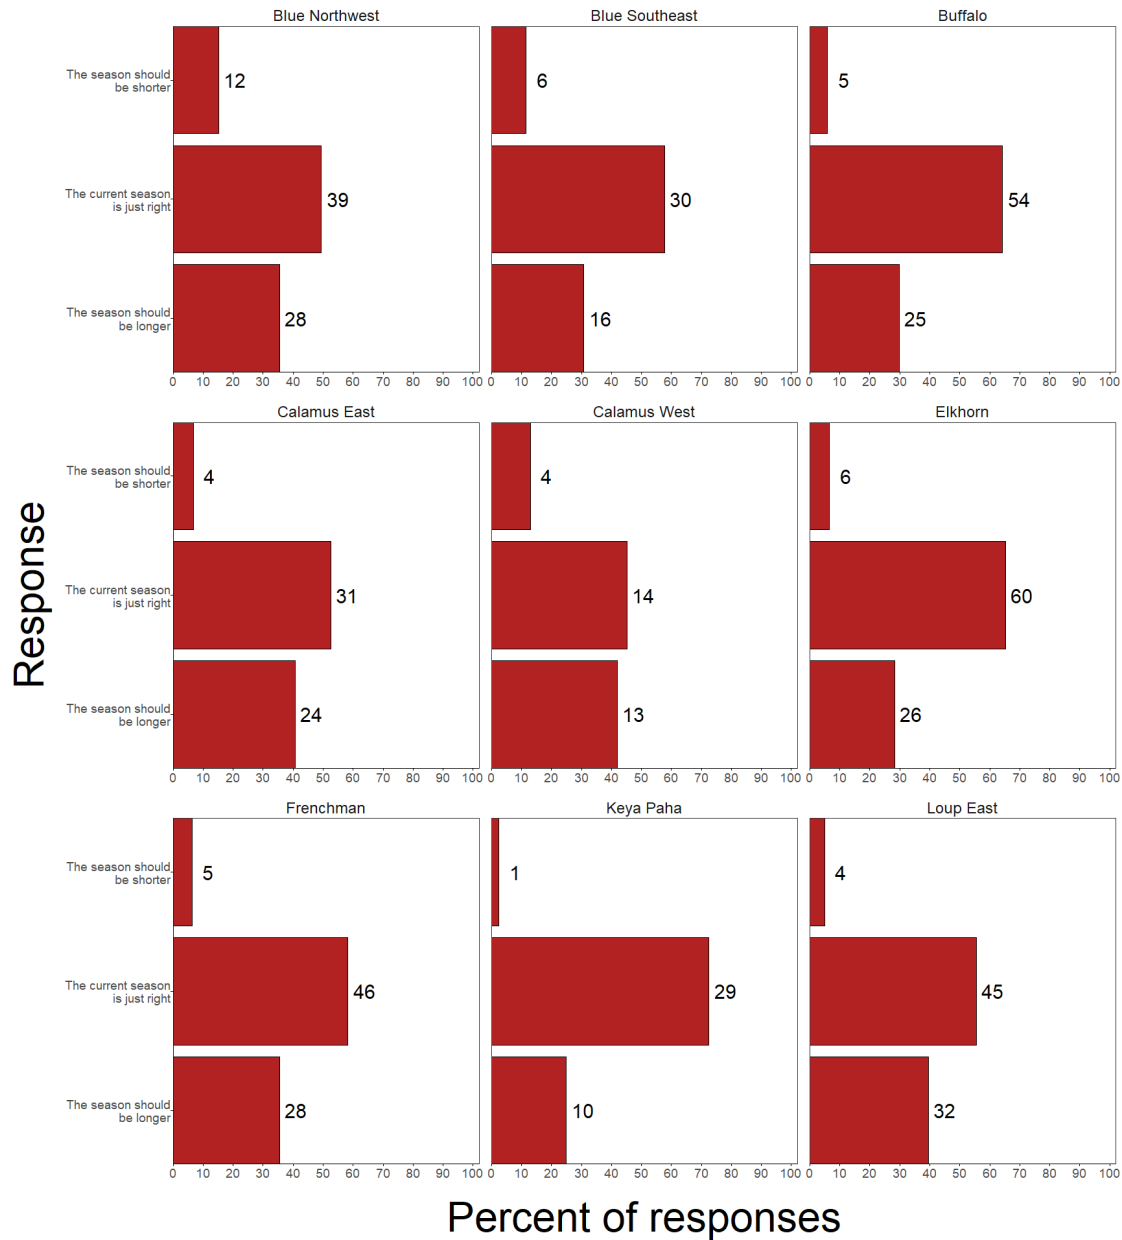 Blue Northwest
Blue Southeast
Buffalo
The season should
be shorter
12
6
5
The current season
is just right
39
30
54
The season should
be longer
28
16
25
0 10 20 30 40 50 60 70 80 90 100
0 10 20 30 40 50 60 70 80 90 100
0 10 20 30 40 50 60 70 80 90 100
Calamus East
Calamus West
Elkhorn
The season should
be shorter
4
4
6
The current season
is just right
31
14
60
The season should
be longer
24
13
26
0 10 20 30 40 50 60 70 80 90 100
0 10 20 30 40 50 60 70 80 90 100
0 10 20 30 40 50 60 70 80 90 100
Frenchman
Keya Paha
Loup East
The season should
be shorter
5
1
4
The current season
is just right
46
29
45
The season should
be longer
28
10
32
0 10 20 30 40 50 60 70 80 90 100
0 10 20 30 40 50 60 70 80 90 100
0 10 20 30 40 50 60 70 80 90 100
Response
Percent of responses